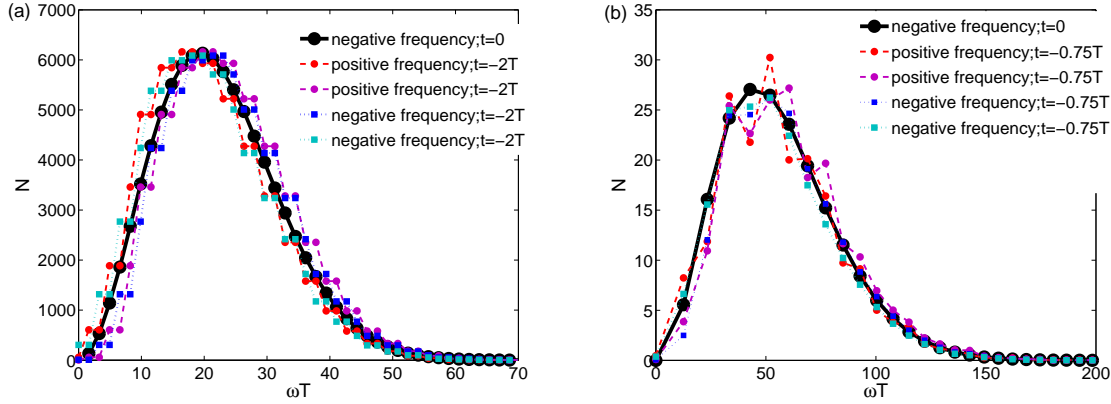 (a)
7000
6000
5000
4000
3000
2000
1000
0
N
negative frequency;t=0
positive frequency;t=−2T
positive frequency;t=−2T
negative frequency;t=−2T
negative frequency;t=−2T
0 10 20 30 40 50 60 70
ωT
(b)
35
30
25
20
15
10
5
0
N
negative frequency;t=0
positive frequency;t=−0.75T
positive frequency;t=−0.75T
negative frequency;t=−0.75T
negative frequency;t=−0.75T
0 50 100 150 200
ωT